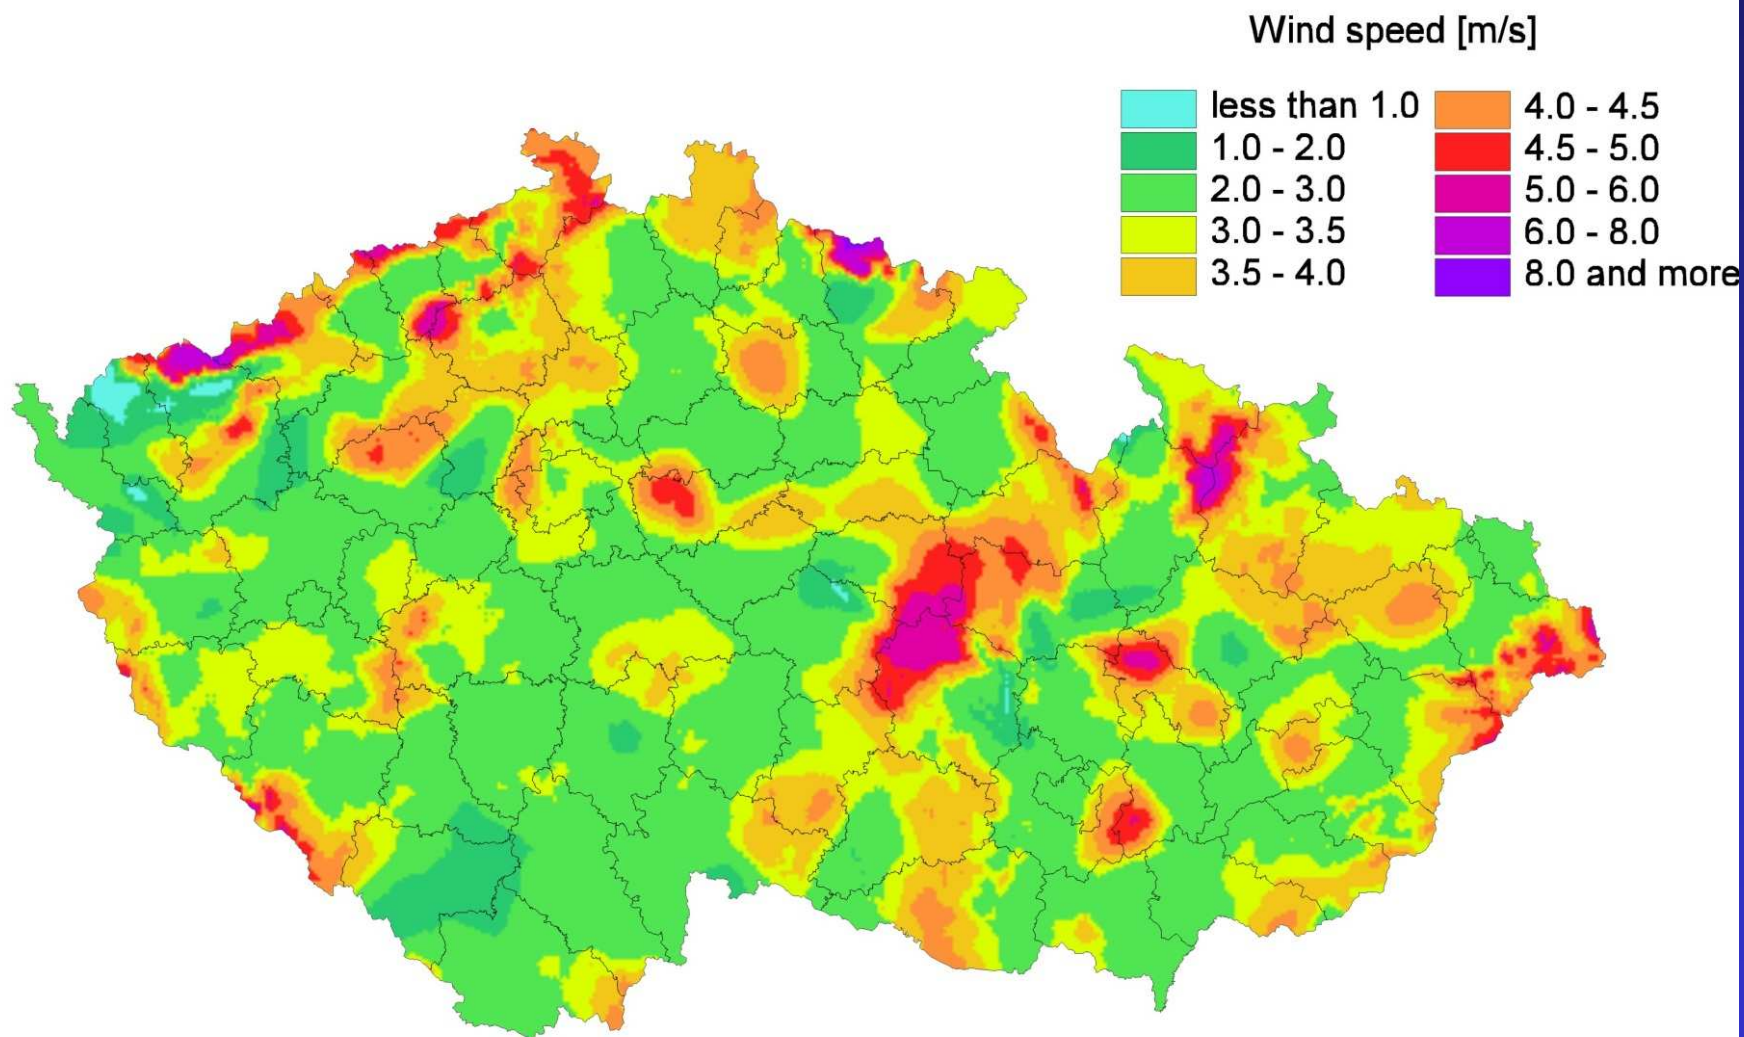 Wind speed [m/s]
less than 1.0
1.0 - 2.0
2.0 - 3.0
3.0 - 3.5
3.5 - 4.0
4.0 - 4.5
4.5 - 5.0
5.0 - 6.0
6.0 - 8.0
8.0 and more